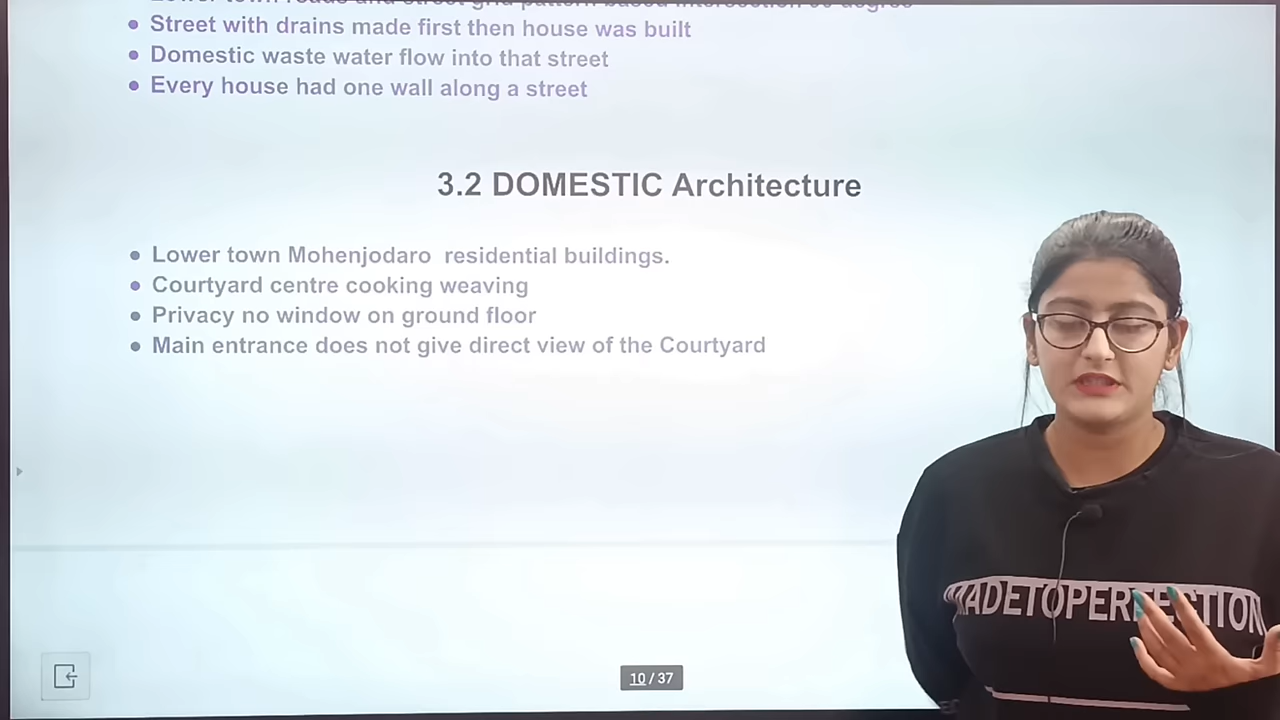 Lower town roads and street grid pattern based intersection 90 degree
• Street with drains made first then house was built
• Domestic waste water flow into that street
• Every house had one wall along a street
3.2 DOMESTIC Architecture
• Lower town Mohenjodaro residential buildings.
• Courtyard centre cooking weaving
• Privacy no window on ground floor
• Main entrance does not give direct view of the Courtyard
MADETOPERFECTION
10 / 37